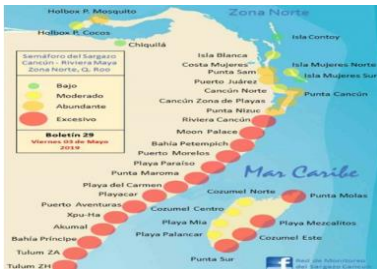 Holbox P. Mosquito
Zona Norte
Holbox P. Cocos
Chiquilá
Isla Contoy
Isla Blanca
Costa Mujeres
Isla Mujeres Norte
Punta Sam
Isla Mujeres Sur
Puerto Juárez
Cancún Norte
Punta Cancún
Cancún Zona de Playas
Punta Nizuc
Riviera Cancún
Semáforo del Sargazo
Cancún - Riviera Maya
Zona Norte, Q. Roo
Bajo
Moderado
Abundante
Excesivo
Boletín 29
Viernes 03 de Mayo
2019
Moon Palace
Bahía Petempich
Puerto Morelos
Playa Paraíso
Mar Caribe
Punta Maroma
Playa del Carmen
Cozumel Norte
Punta Molas
Playacar
Puerto Aventuras
Cozumel Centro
Xpu-Ha
Playa Mia
Playa Mezcalitos
Akumal
Playa Palancar
Cozumel Este
Bahía Príncipe
Punta Sur
Tulum ZA
Tulum ZH
Red de Monitoreo
del Sargazo Cancún